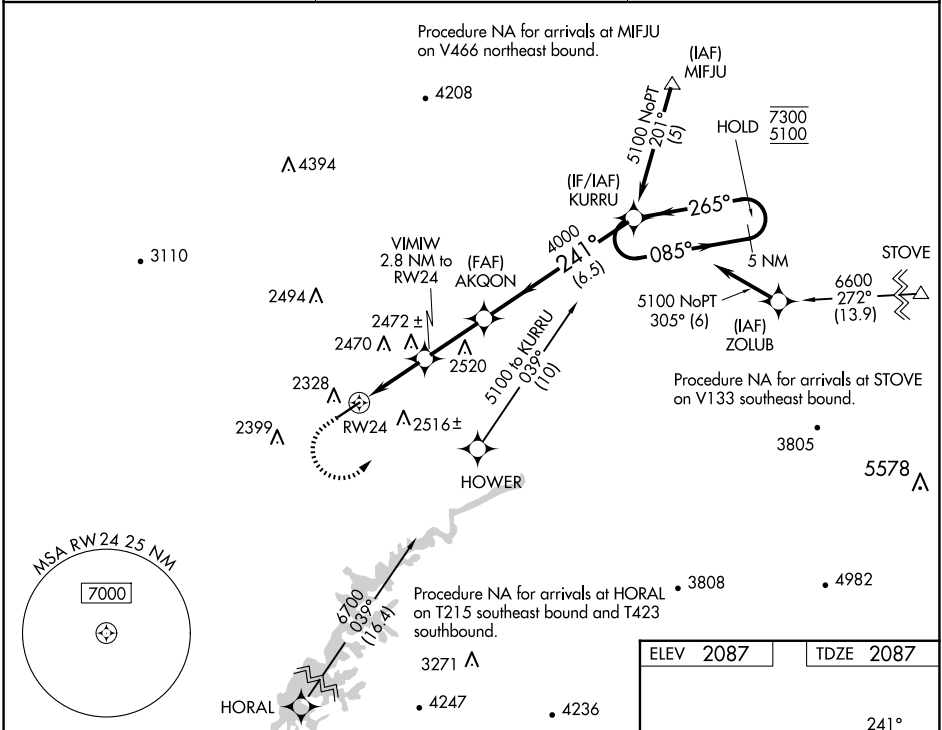 Procedure NA for arrivals at MIFJU
on V466 northeast bound.
(IAF)
MIFJU
4208
5100 NoPT
201°
(5)
HOLD
7300
5100
4394
(IF/IAF)
KURRU
265°
085°
5 NM
3110
VIMIW
2.8 NM to
RW24
(FAF)
AKQON
4000
241°
(6.5)
STOVE
6600
272°
(13.9)
5100 NoPT
305° (6)
(IAF)
ZOLUB
2494
2472 ±
2470
2520
5100 to KURRU
039°
(10)
2328
RW24
2516 ±
2399
HOWER
Procedure NA for arrivals at STOVE
on V133 southeast bound.
3805
5578
MSA RW 24 25 NM
7000
6700
039°
(16.4)
Procedure NA for arrivals at HORAL
on T215 southeast bound and T423
southbound.
3808
4982
3271
HORAL
4247
4236
ELEV 2087
TDZE 2087
241°